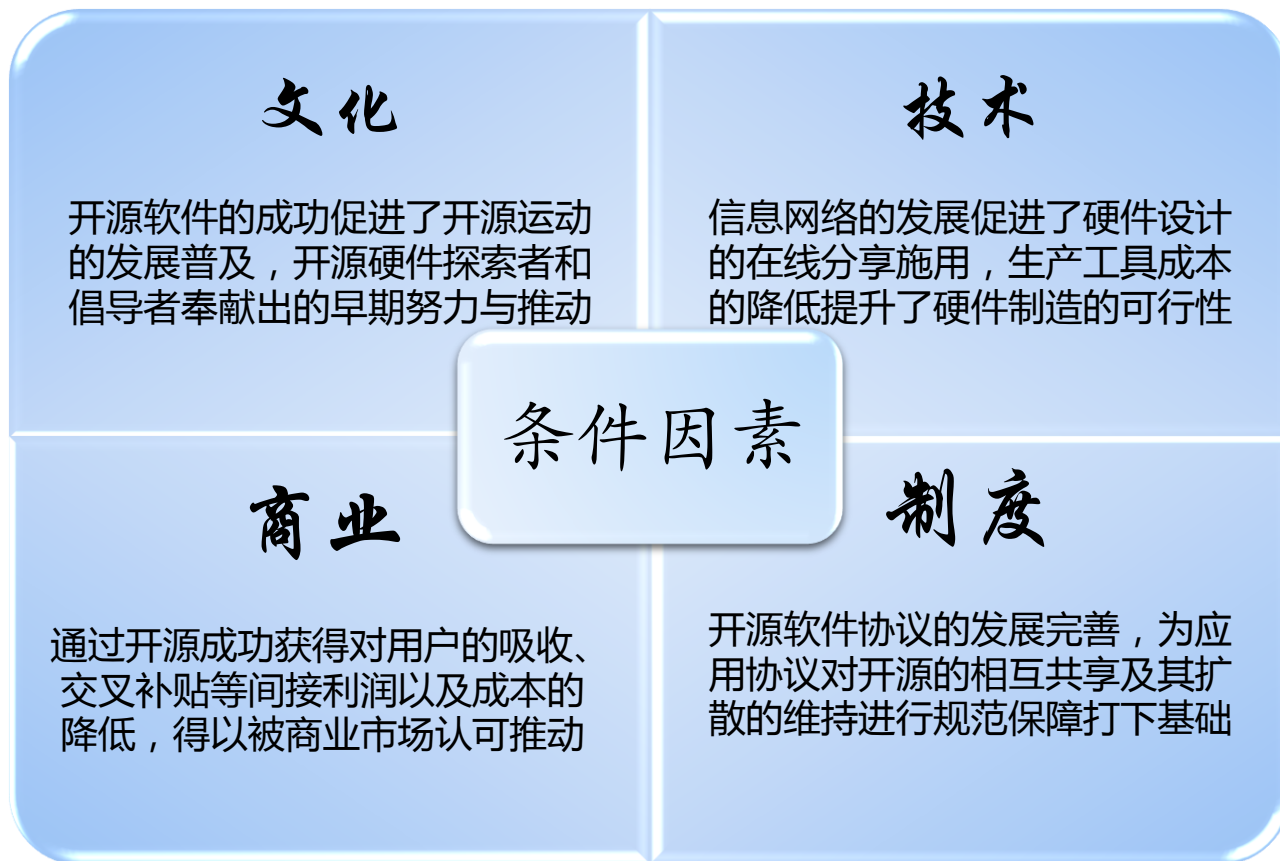 文化
开源软件的成功促进了开源运动
的发展普及，开源硬件探索者和
倡导者奉献出的早期努力与推动
技术
信息网络的发展促进了硬件设计
的在线分享施用，生产工具成本
的降低提升了硬件制造的可行性
条件因素
商业
通过开源成功获得对用户的吸收、
交叉补贴等间接利润以及成本的
降低，得以被商业市场认可推动
制度
开源软件协议的发展完善，为应
用协议对开源的相互共享及其扩
散的维持进行规范保障打下基础